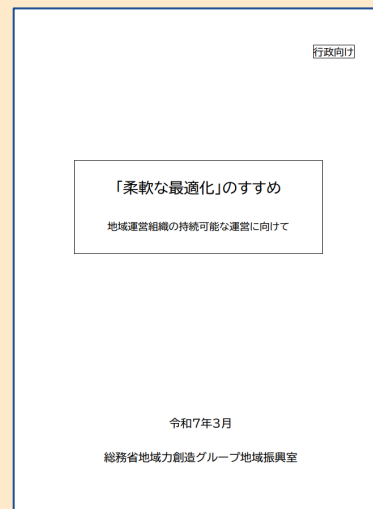 行政向け
「柔軟な最適化」のすすめ
地域運営組織の持続可能な運営に向けて
令和7年3月
総務省地域力創造グループ地域振興室